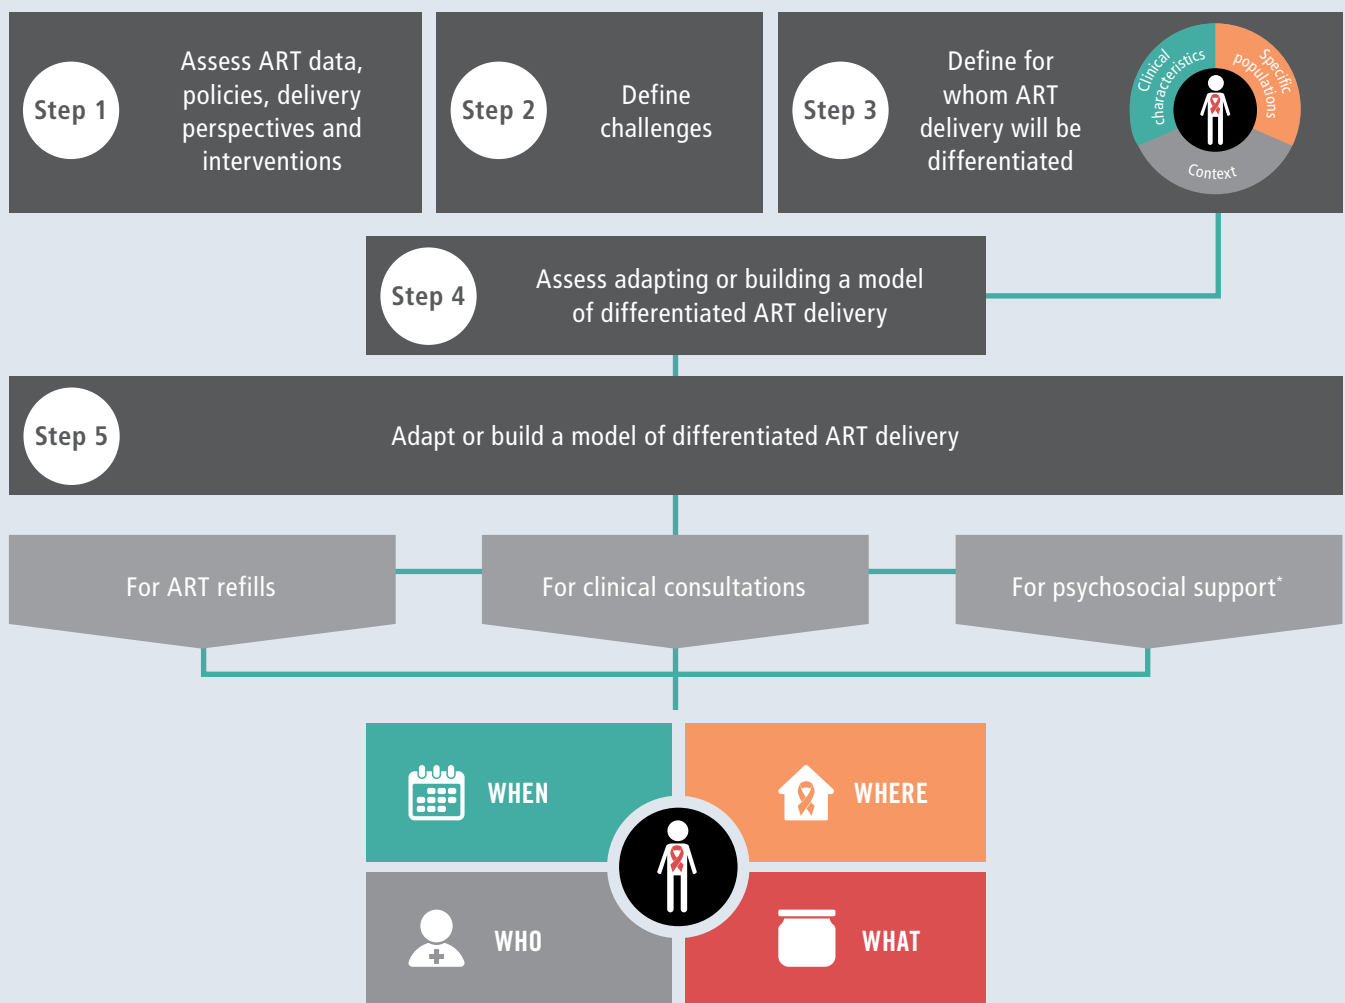 Step 1
Assess ART data,
policies, delivery
perspectives and
interventions
Step 2
Define
challenges
Step 3
Define for
whom ART
delivery will be
differentiated
Clinical
characteristics
Specific
populations
Context
Step 4
Assess adapting or building a model
of differentiated ART delivery
Step 5
Adapt or build a model of differentiated ART delivery
For ART refills
For clinical consultations
For psychosocial support*
WHEN
WHERE
WHO
WHAT